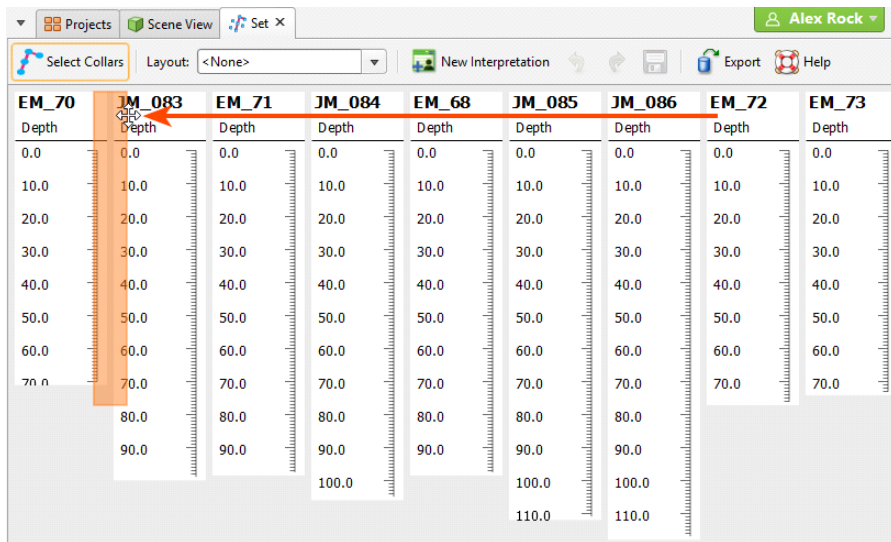 Projects Scene View Set Alex Rock
Select Collars Layout: <None> New Interpretation Export Help
EM_70 JM_083 EM_71 JM_084 EM_68 JM_085 JM_086 EM_72 EM_73
Depth Depth Depth Depth Depth Depth Depth Depth Depth
0.0 0.0 0.0 0.0 0.0 0.0 0.0 0.0 0.0
10.0 10.0 10.0 10.0 10.0 10.0 10.0 10.0 10.0
20.0 20.0 20.0 20.0 20.0 20.0 20.0 20.0 20.0
30.0 30.0 30.0 30.0 30.0 30.0 30.0 30.0 30.0
40.0 40.0 40.0 40.0 40.0 40.0 40.0 40.0 40.0
50.0 50.0 50.0 50.0 50.0 50.0 50.0 50.0 50.0
60.0 60.0 60.0 60.0 60.0 60.0 60.0 60.0 60.0
70.0 70.0 70.0 70.0 70.0 70.0 70.0 70.0 70.0
80.0 80.0 80.0 80.0 80.0 80.0
90.0 90.0 90.0 90.0 90.0 90.0
100.0 100.0 100.0
110.0 110.0